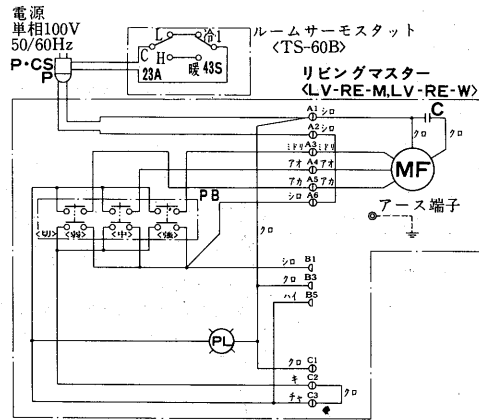 電源
単相100V
50/60Hz
P・CS
P
ルームサーモスタット
<TS-60B>
L 冷1
C H 暖 43S
23A
リビングマスター
<LV-RE-M,LV-RE-W>
A1 シロ
C
A2 シロ
クロ クロ
ミドリ A3 ミドリ
アオ A4 アオ
アカ A5 アカ
シロ A6
MF
アース端子
PB
<切> <弱> <中> <強>
クロ
シロ B1
クロ B3
ハイ B5
PL
クロ C1
キ C2
チャ C3
クロ